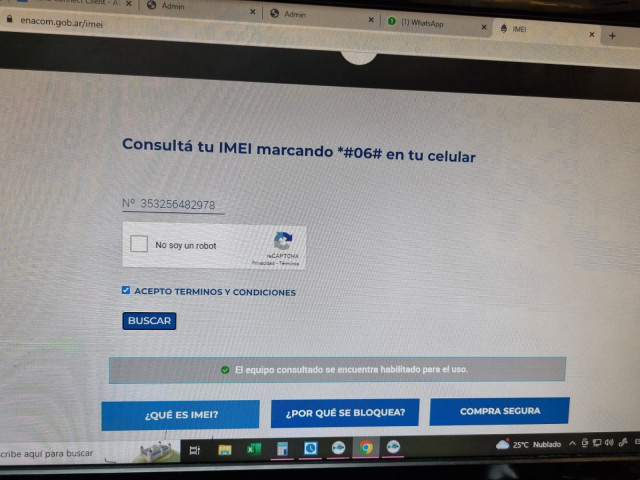 Admin
Admin
(1) WhatsApp
IMEI
enacom.gob.ar/imei
Consultá tu IMEI marcando *#06# en tu celular
Nº 353256482978
No soy un robot
reCAPTCHA
Privacidad - Términos
ACEPTO TERMINOS Y CONDICIONES
BUSCAR
El equipo consultado se encuentra habilitado para el uso.
¿QUÉ ES IMEI?
¿POR QUÉ SE BLOQUEA?
COMPRA SEGURA
cribe aquí para buscar
25°C Nublado